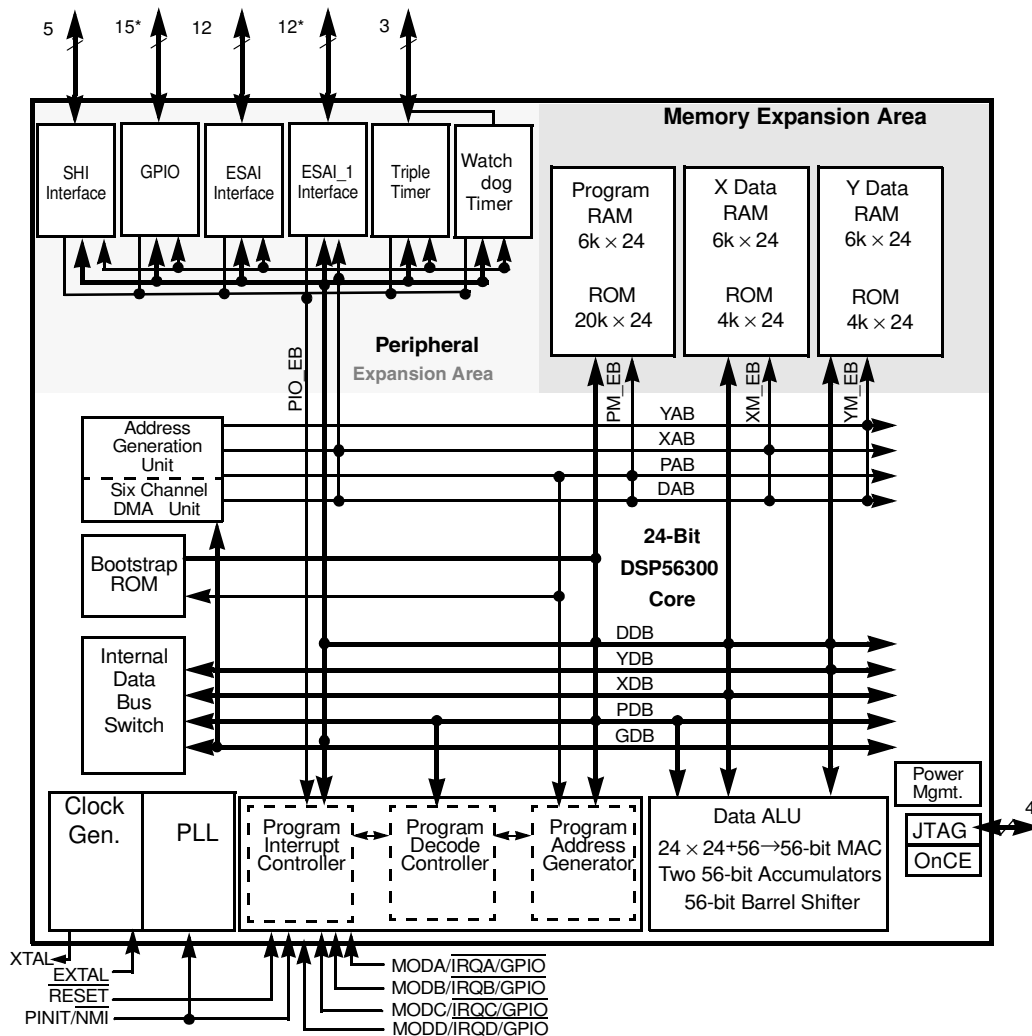 5
15*
12
12*
3
Memory Expansion Area
SHI
Interface
GPIO
ESAI
Interface
ESAI_1
Interface
Triple
Timer
Watch
dog
Timer
Program
RAM
6k × 24
ROM
20k × 24
X Data
RAM
6k × 24
ROM
4k × 24
Y Data
RAM
6k × 24
ROM
4k × 24
Peripheral
Expansion Area
PIO_EB
PM_EB
XM_EB
YM_EB
Address
Generation
Unit
Six Channel
DMA Unit
YAB
XAB
PAB
DAB
24-Bit
DSP56300
Core
Bootstrap
ROM
Internal
Data
Bus
Switch
DDB
YDB
XDB
PDB
GDB
Clock
Gen.
PLL
Program
Interrupt
Controller
Program
Decode
Controller
Program
Address
Generator
Data ALU
24 × 24+56→56-bit MAC
Two 56-bit Accumulators
56-bit Barrel Shifter
Power
Mgmt.
JTAG
OnCE
4
XTAL
EXTAL
RESET
PINIT/NMI
MODA/IRQA/GPIO
MODB/IRQB/GPIO
MODC/IRQC/GPIO
MODD/IRQD/GPIO